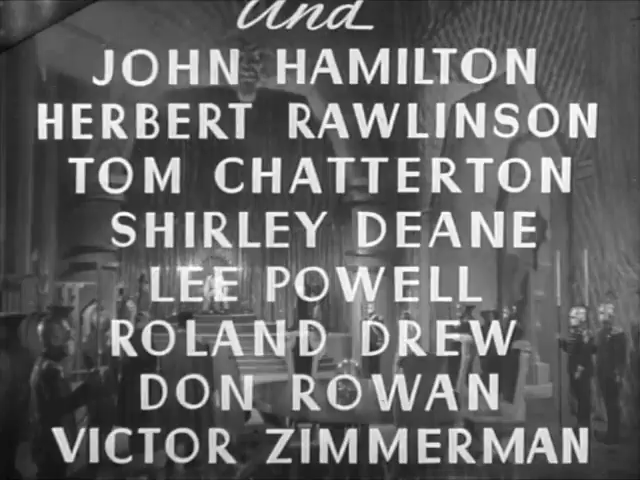 And
JOHN HAMILTON
HERBERT RAWLINSON
TOM CHATTERTON
SHIRLEY DEANE
LEE POWELL
ROLAND DREW
DON ROWAN
VICTOR ZIMMERMAN